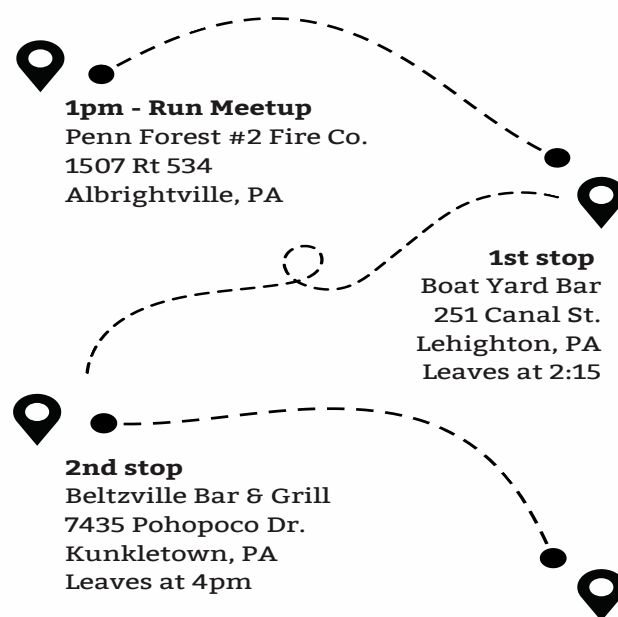 1pm - Run Meetup
Penn Forest #2 Fire Co.
1507 Rt 534
Albrightville, PA
1st stop
Boat Yard Bar
251 Canal St.
Lehighton, PA
Leaves at 2:15
2nd stop
Beltzville Bar & Grill
7435 Pohopoco Dr.
Kunkletown, PA
Leaves at 4pm